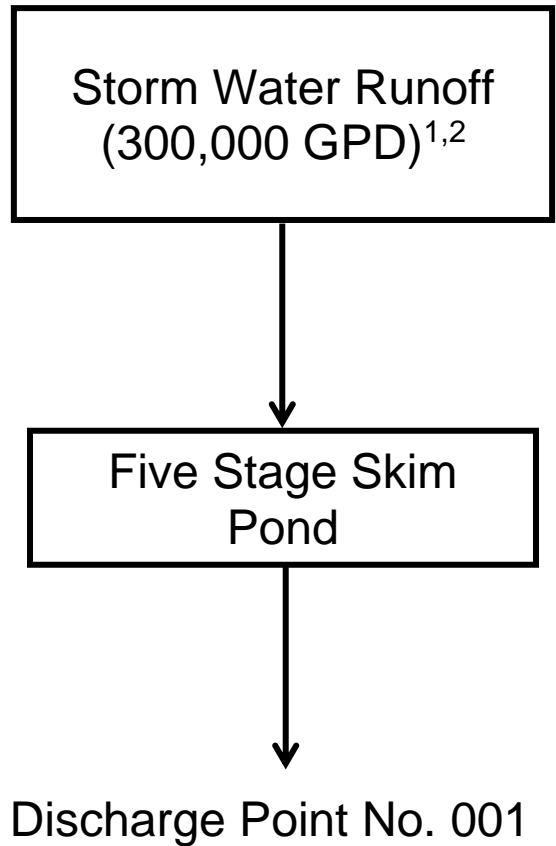 Storm Water Runoff
(300,000 GPD)1,2
Five Stage Skim
Pond
Discharge Point No. 001